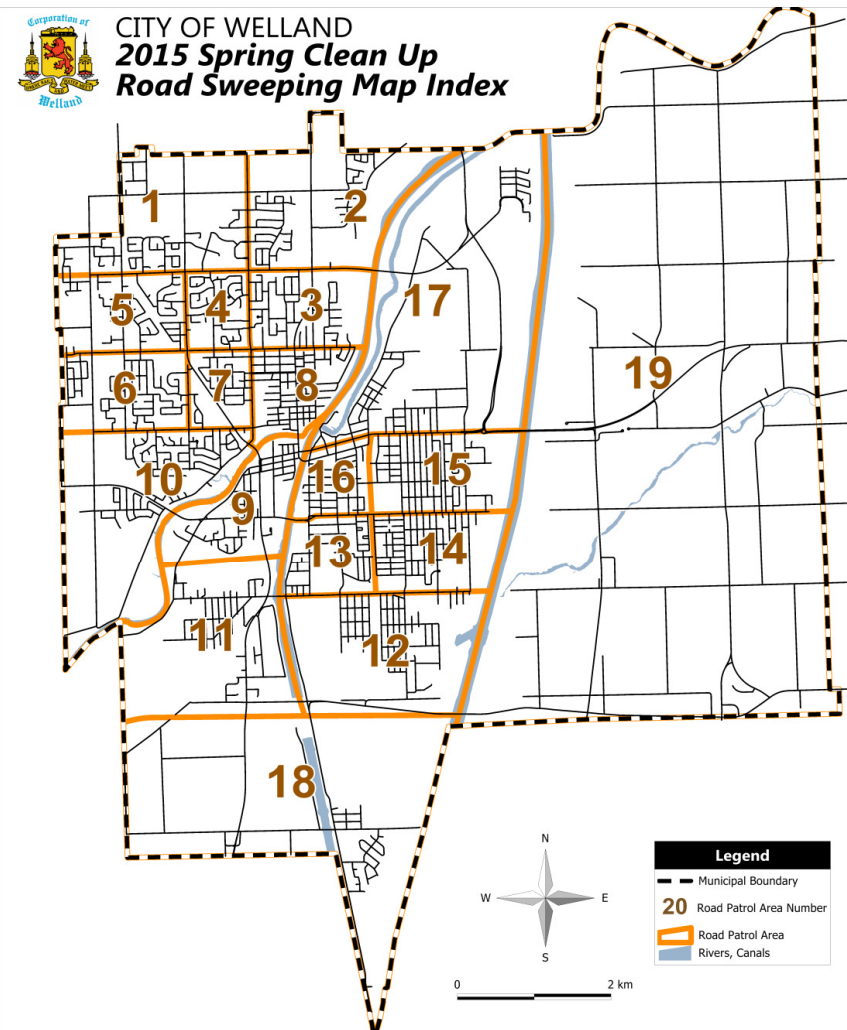 Corporation of
Welland
CITY OF WELLAND
2015 Spring Clean Up
Road Sweeping Map Index
1
2
3
4
5
6
7
8
9
10
11
12
13
14
15
16
17
18
19
N
W
E
S
0
2 km
Legend
Municipal Boundary
20 Road Patrol Area Number
Road Patrol Area
Rivers, Canals